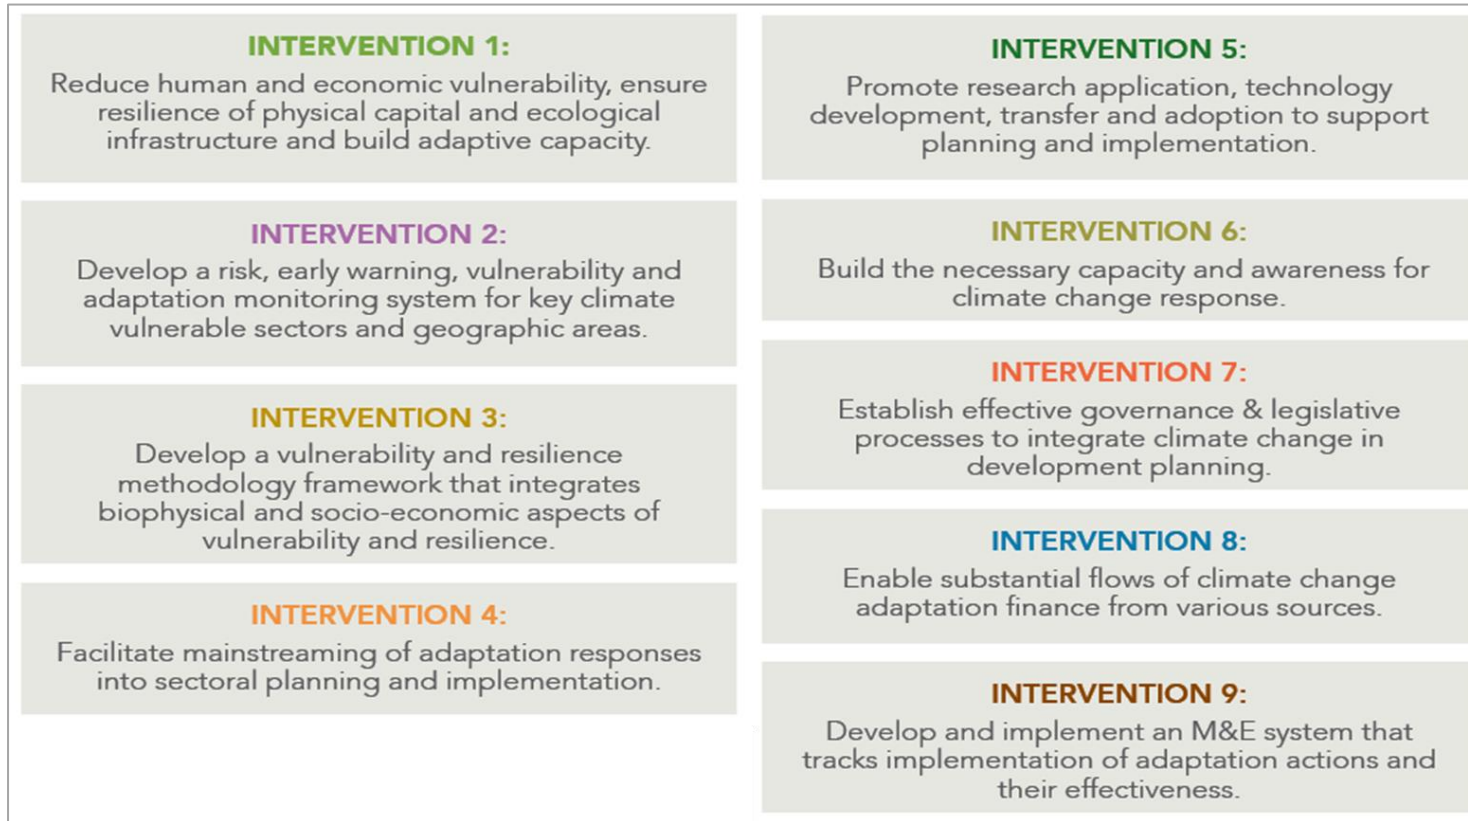 INTERVENTION 1:
Reduce human and economic vulnerability, ensure
resilience of physical capital and ecological
infrastructure and build adaptive capacity.
INTERVENTION 2:
Develop a risk, early warning, vulnerability and
adaptation monitoring system for key climate
vulnerable sectors and geographic areas.
INTERVENTION 3:
Develop a vulnerability and resilience
methodology framework that integrates
biophysical and socio-economic aspects of
vulnerability and resilience.
INTERVENTION 4:
Facilitate mainstreaming of adaptation responses
into sectoral planning and implementation.
INTERVENTION 5:
Promote research application, technology
development, transfer and adoption to support
planning and implementation.
INTERVENTION 6:
Build the necessary capacity and awareness for
climate change response.
INTERVENTION 7:
Establish effective governance & legislative
processes to integrate climate change in
development planning.
INTERVENTION 8:
Enable substantial flows of climate change
adaptation finance from various sources.
INTERVENTION 9:
Develop and implement an M&E system that
tracks implementation of adaptation actions and
their effectiveness.